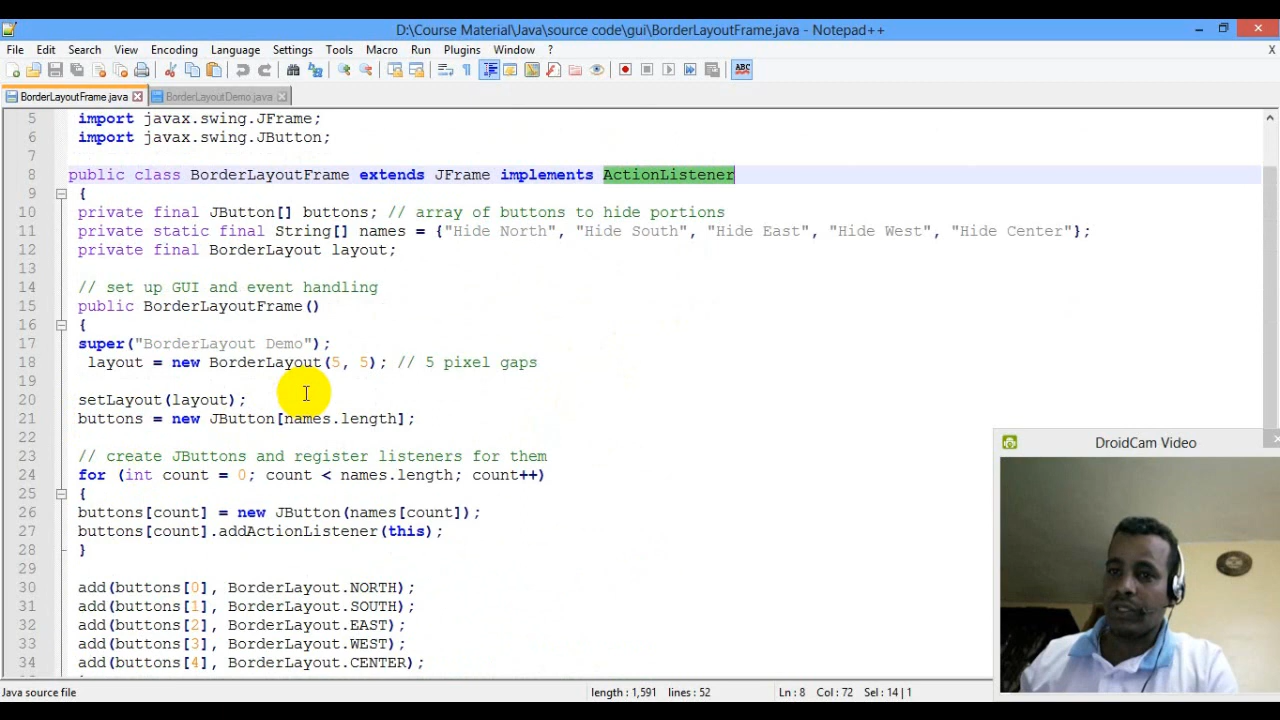 D:\Course Material\Java\source code\gui\BorderLayoutFrame.java - Notepad++
File Edit Search View Encoding Language Settings Tools Macro Run Plugins Window ? X
ABC
BorderLayoutFrame.java BorderLayoutDemo.java
5 import javax.swing.JFrame;
6 import javax.swing.JButton;
7
8 public class BorderLayoutFrame extends JFrame implements ActionListener
9 {
10 private final JButton[] buttons; // array of buttons to hide portions
11 private static final String[] names = {"Hide North", "Hide South", "Hide East", "Hide West", "Hide Center"};
12 private final BorderLayout layout;
13
14 // set up GUI and event handling
15 public BorderLayoutFrame()
16 {
17 super("BorderLayout Demo");
18 layout = new BorderLayout(5, 5); // 5 pixel gaps
19
20 setLayout(layout);
21 buttons = new JButton[names.length];
22
23 // create JButtons and register listeners for them
24 for (int count = 0; count < names.length; count++)
25 {
26 buttons[count] = new JButton(names[count]);
27 buttons[count].addActionListener(this);
28 }
29
30 add(buttons[0], BorderLayout.NORTH);
31 add(buttons[1], BorderLayout.SOUTH);
32 add(buttons[2], BorderLayout.EAST);
33 add(buttons[3], BorderLayout.WEST);
34 add(buttons[4], BorderLayout.CENTER);
DroidCam Video
Java source file length : 1,591 lines : 52 Ln : 8 Col : 72 Sel : 14 | 1